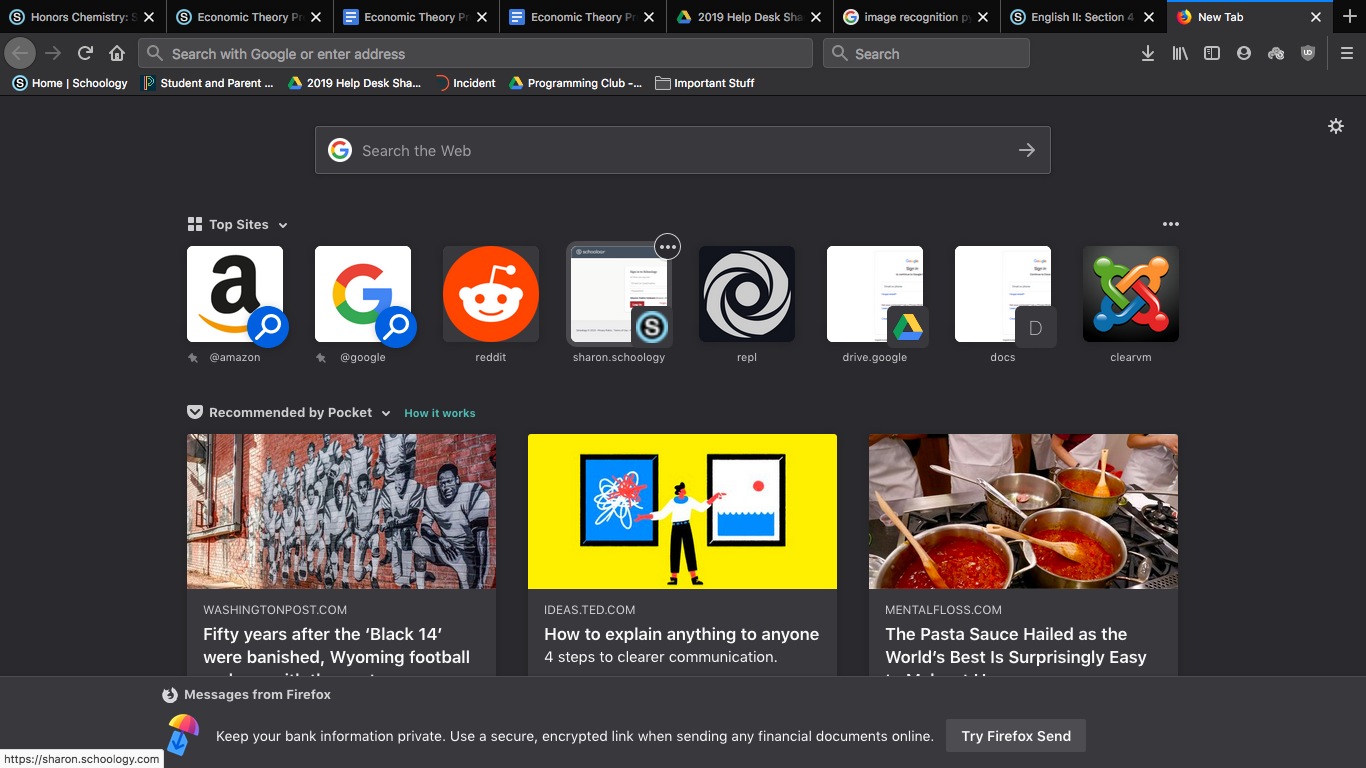 Honors Chemistry: S
Economic Theory Pr
Economic Theory Pr
Economic Theory Pr
2019 Help Desk Sha
image recognition py
English II: Section 4
New Tab
Search with Google or enter address
Search
Home | Schoology
Student and Parent ...
2019 Help Desk Sha...
Incident
Programming Club -...
Important Stuff
Search the Web
Top Sites
@amazon
@google
reddit
sharon.schoology
repl
drive.google
D
docs
clearvm
Recommended by Pocket
How it works
WASHINGTONPOST.COM
Fifty years after the ‘Black 14’
were banished, Wyoming football
IDEAS.TED.COM
How to explain anything to anyone
4 steps to clearer communication.
MENTALFLOSS.COM
The Pasta Sauce Hailed as the
World’s Best Is Surprisingly Easy
Messages from Firefox
Keep your bank information private. Use a secure, encrypted link when sending any financial documents online.
Try Firefox Send
https://sharon.schoology.com